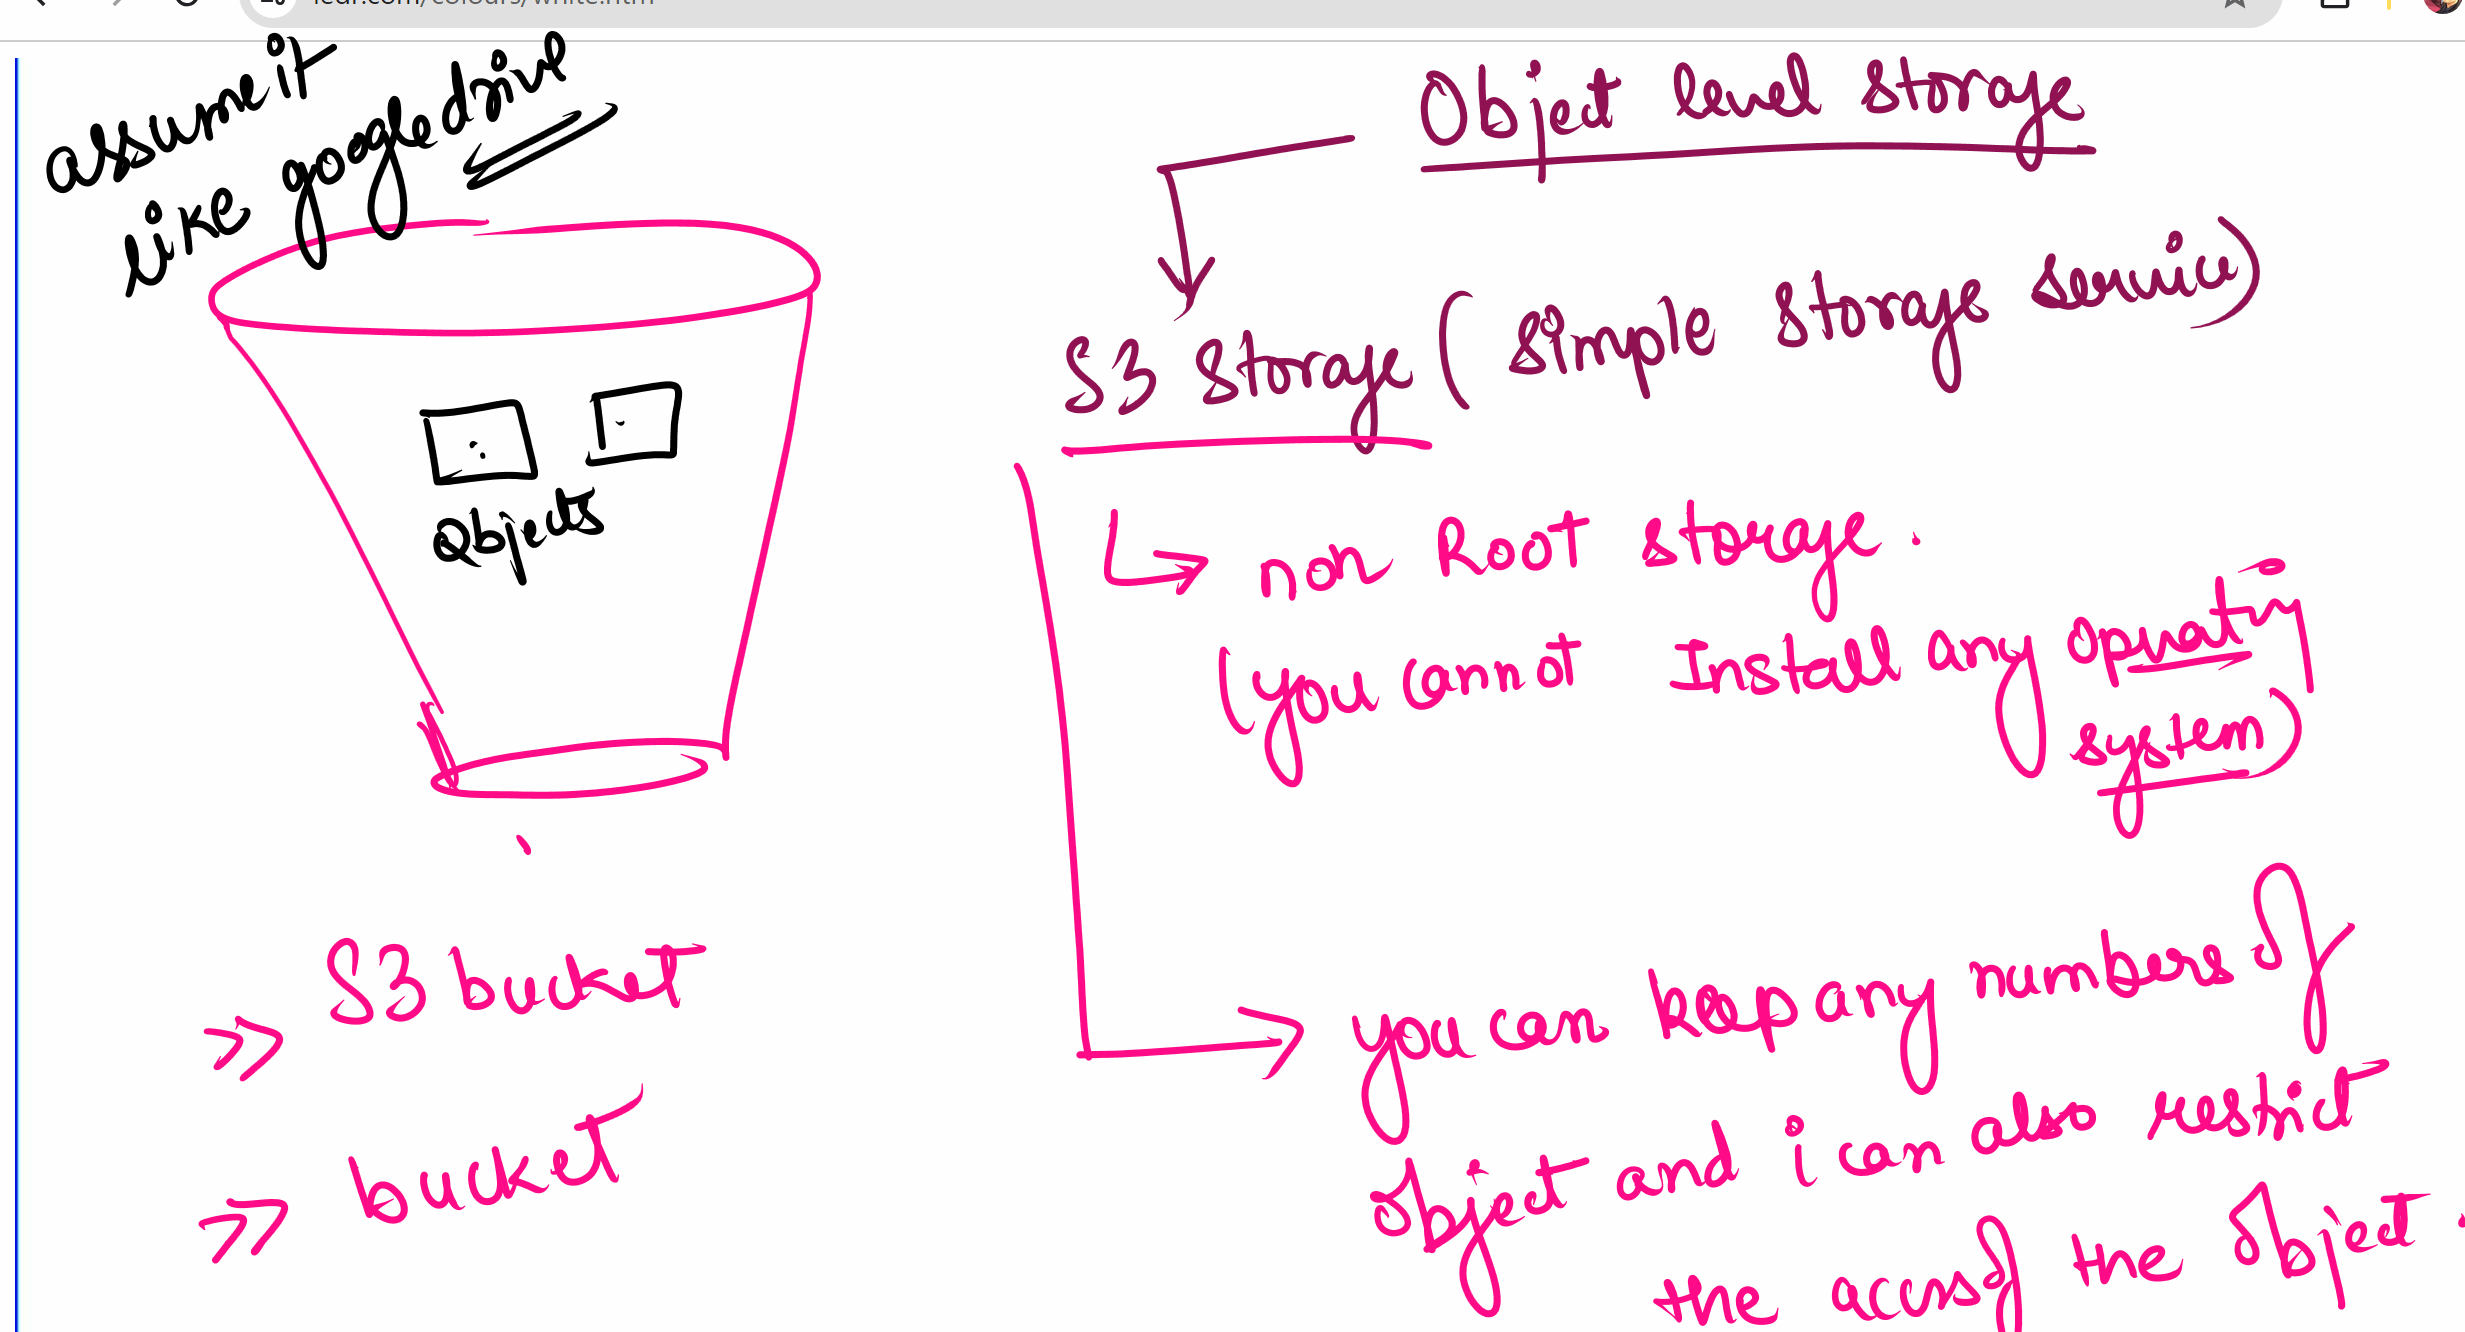 assume it
like google drive
Objects
S3 bucket
>> bucket
Object level storage
S3 Storage (Simple Storage Service)
non Root storage.
(you cannot Install any operating
system)
you can keep any numbers of
object and i can also restrict
the access of the object.